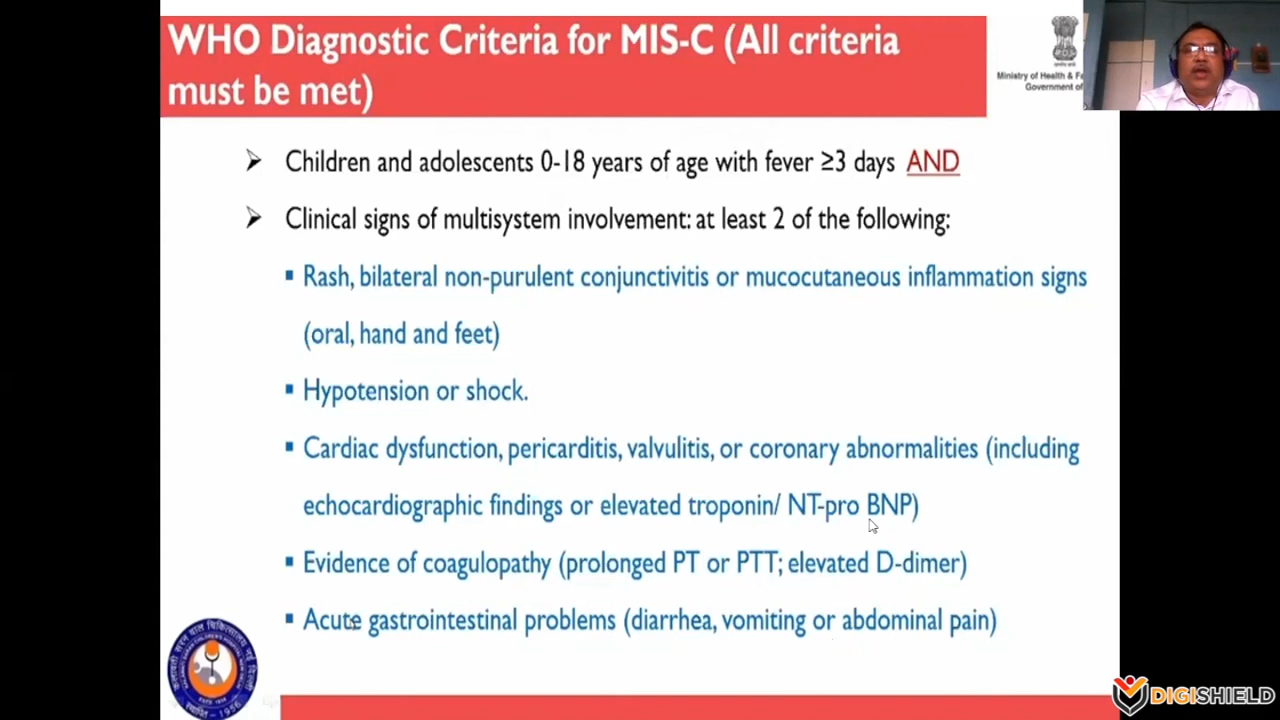 WHO Diagnostic Criteria for MIS-C (All criteria
must be met)
Ministry of Health & F
Government of
➢ Children and adolescents 0-18 years of age with fever ≥3 days AND
➢ Clinical signs of multisystem involvement: at least 2 of the following:
▪ Rash, bilateral non-purulent conjunctivitis or mucocutaneous inflammation signs
(oral, hand and feet)
▪ Hypotension or shock.
▪ Cardiac dysfunction, pericarditis, valvulitis, or coronary abnormalities (including
echocardiographic findings or elevated troponin/ NT-pro BNP)
▪ Evidence of coagulopathy (prolonged PT or PTT; elevated D-dimer)
▪ Acute gastrointestinal problems (diarrhea, vomiting or abdominal pain)
DIGISHIELD